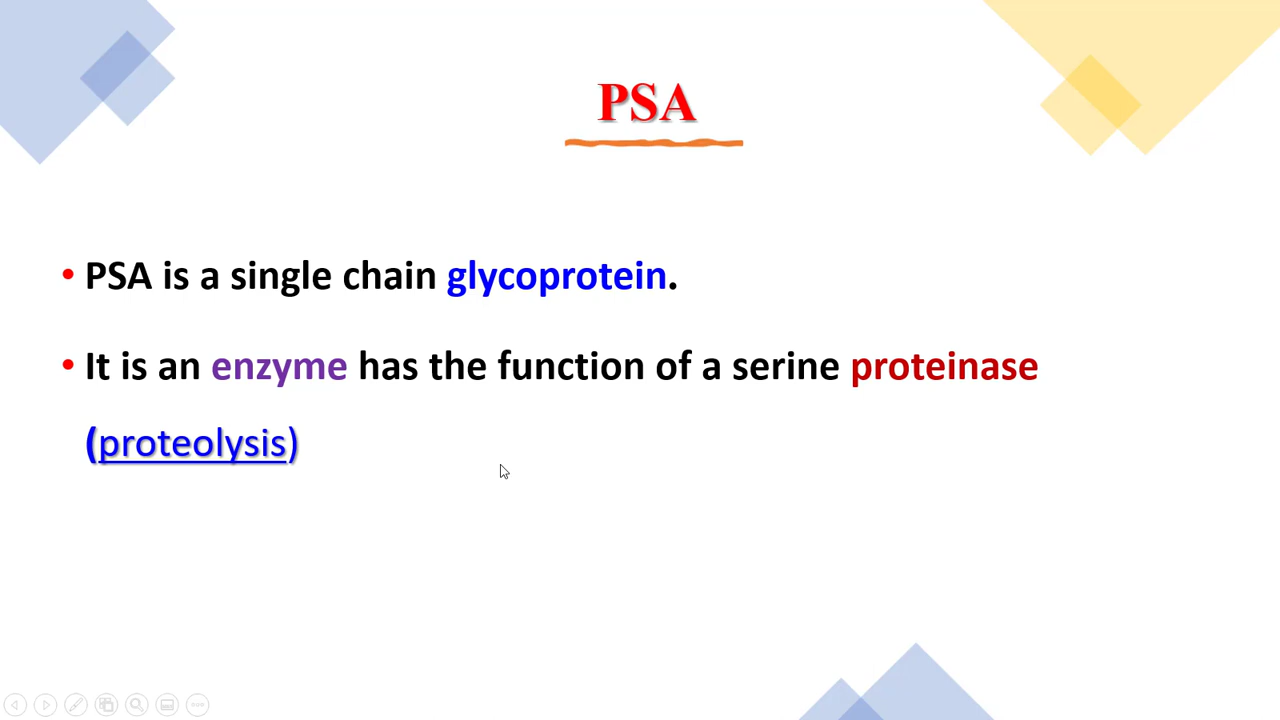 PSA
• PSA is a single chain glycoprotein.
• It is an enzyme has the function of a serine proteinase
(proteolysis)